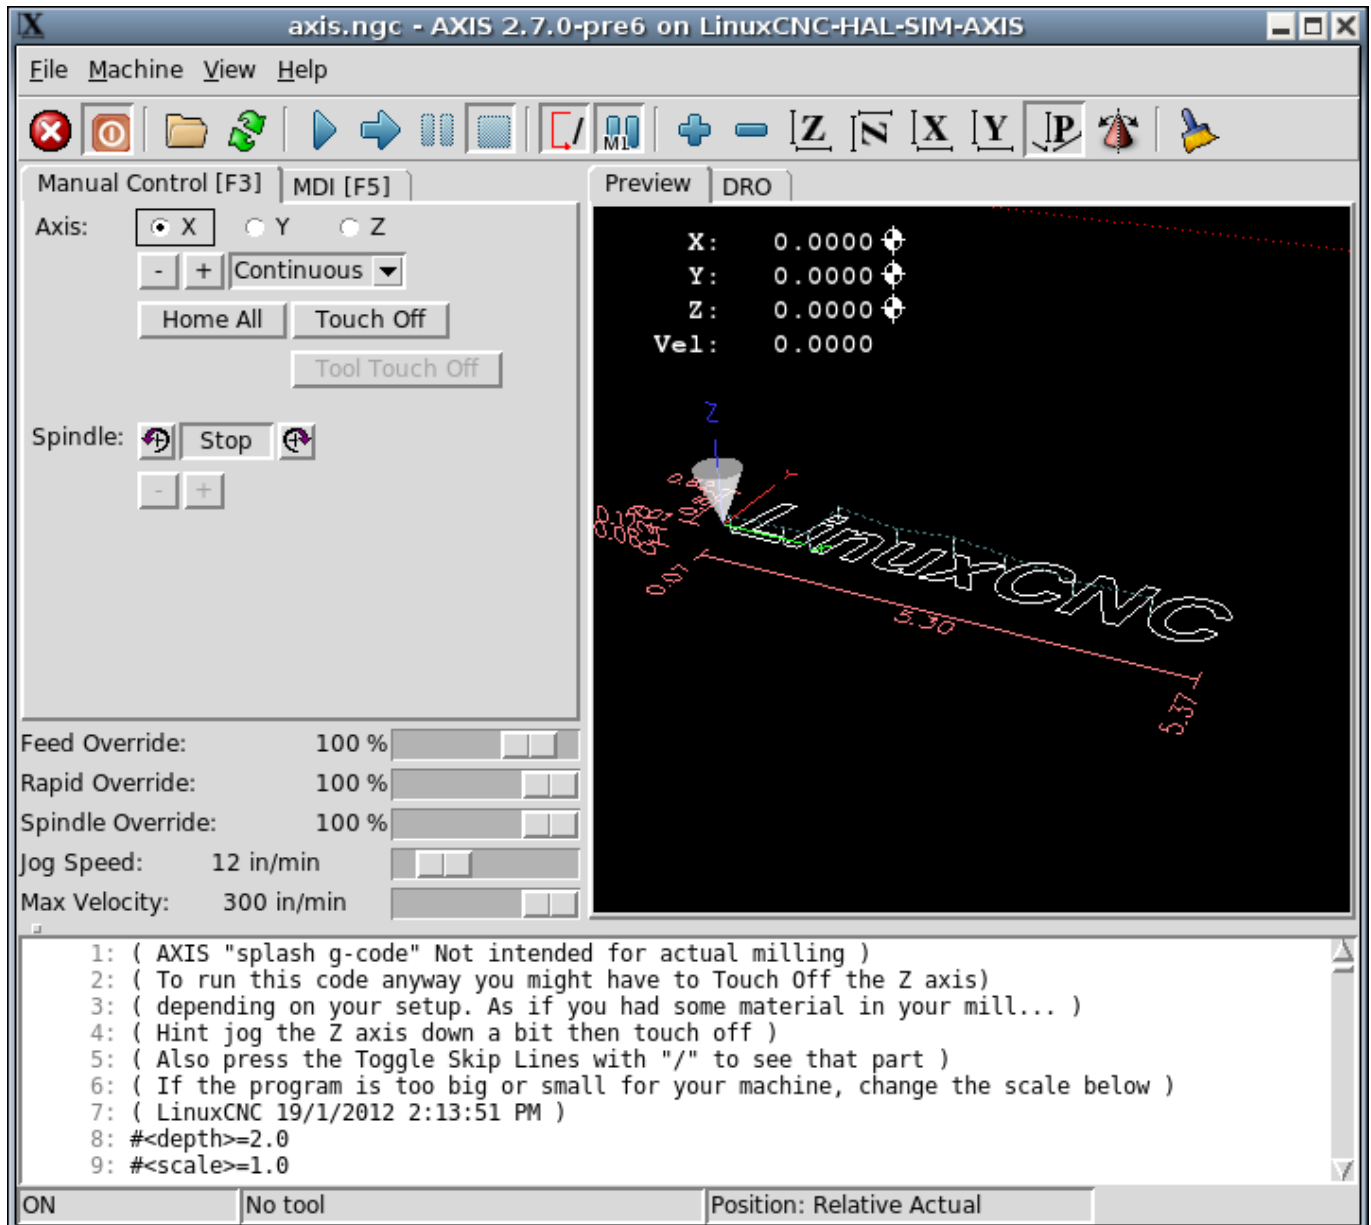 axis.ngc - AXIS 2.7.0-pre6 on LinuxCNC-HAL-SIM-AXIS
File Machine View Help
M1 Z N X Y P
Manual Control [F3] MDI [F5]
Preview DRO
Axis: X Y Z
- + Continuous
Home All Touch Off
Tool Touch Off
Spindle: Stop
- +
X: 0.0000
Y: 0.0000
Z: 0.0000
Vel: 0.0000
Z
Y
LinuxCNC
0.07
5.30
5.37
Feed Override: 100 %
Rapid Override: 100 %
Spindle Override: 100 %
Jog Speed: 12 in/min
Max Velocity: 300 in/min
1: ( AXIS "splash g-code" Not intended for actual milling )
2: ( To run this code anyway you might have to Touch Off the Z axis)
3: ( depending on your setup. As if you had some material in your mill... )
4: ( Hint jog the Z axis down a bit then touch off )
5: ( Also press the Toggle Skip Lines with "/" to see that part )
6: ( If the program is too big or small for your machine, change the scale below )
7: ( LinuxCNC 19/1/2012 2:13:51 PM )
8: #<depth>=2.0
9: #<scale>=1.0
ON No tool Position: Relative Actual